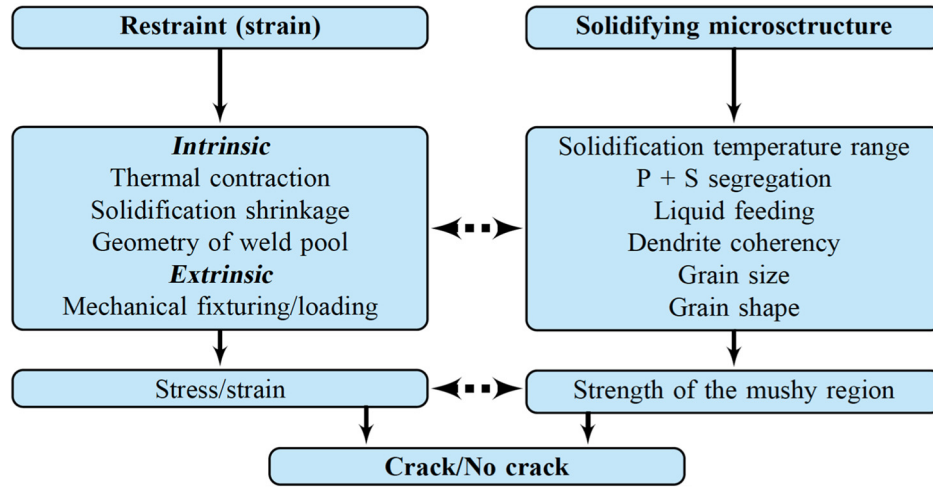 Restraint (strain)
Solidifying microsctructure
Intrinsic
Thermal contraction
Solidification shrinkage
Geometry of weld pool
Extrinsic
Mechanical fixturing/loading
Solidification temperature range
P + S segregation
Liquid feeding
Dendrite coherency
Grain size
Grain shape
Stress/strain
Strength of the mushy region
Crack/No crack